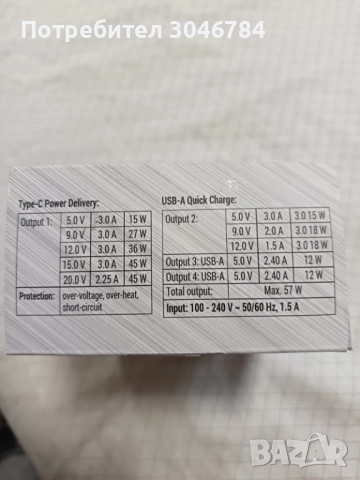 Потребител 3046784
Type-C Power Delivery:
Output 1: 5.0 V -3.0 A 15 W
9.0 V 3.0 A 27 W
12.0 V 3.0 A 36 W
15.0 V 3.0 A 45 W
20.0 V 2.25 A 45 W
Protection: over-voltage, over-heat,
short-circuit
USB-A Quick Charge:
Output 2: 5.0 V 3.0 A 3.0 15 W
9.0 V 2.0 A 3.0 18 W
12.0 V 1.5 A 3.0 18 W
Output 3: USB-A 5.0 V 2.40 A 12 W
Output 4: USB-A 5.0 V 2.40 A 12 W
Total output: Max. 57 W
Input: 100 - 240 V ~ 50/60 Hz, 1.5 A
BAZAR